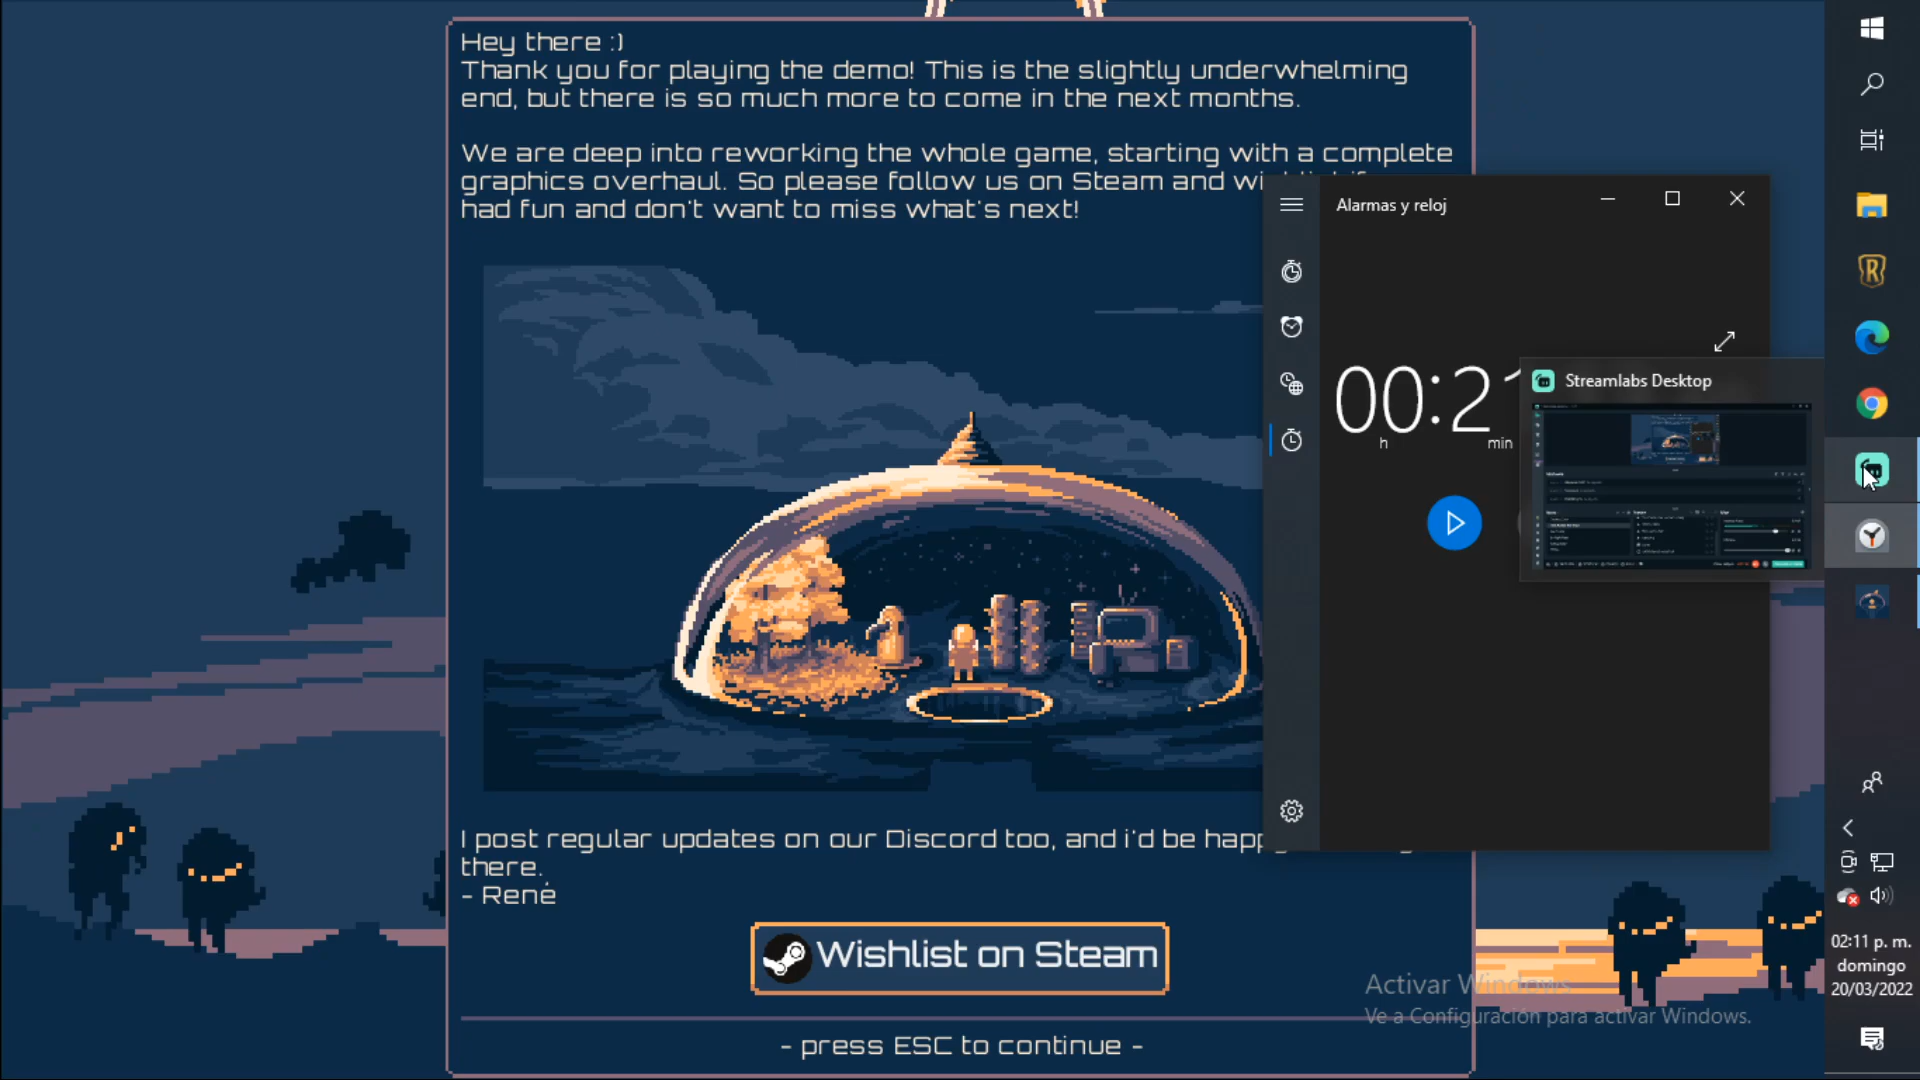 Hey there :)
Thank you for playing the demo! This is the slightly underwhelming
end, but there is so much more to come in the next months.
We are deep into reworking the whole game, starting with a complete
graphics overhaul. So please follow us on Steam and
had fun and don't want to miss what's next!
Alarmas y reloj
00:21
h
min
Streamlabs Desktop
I post regular updates on our Discord too, and i'd be
there.
- René
Wishlist on Steam
- press ESC to continue -
Activar Windows
Ve a Configuración para activar Windows.
02:11 p. m.
domingo
20/03/2022